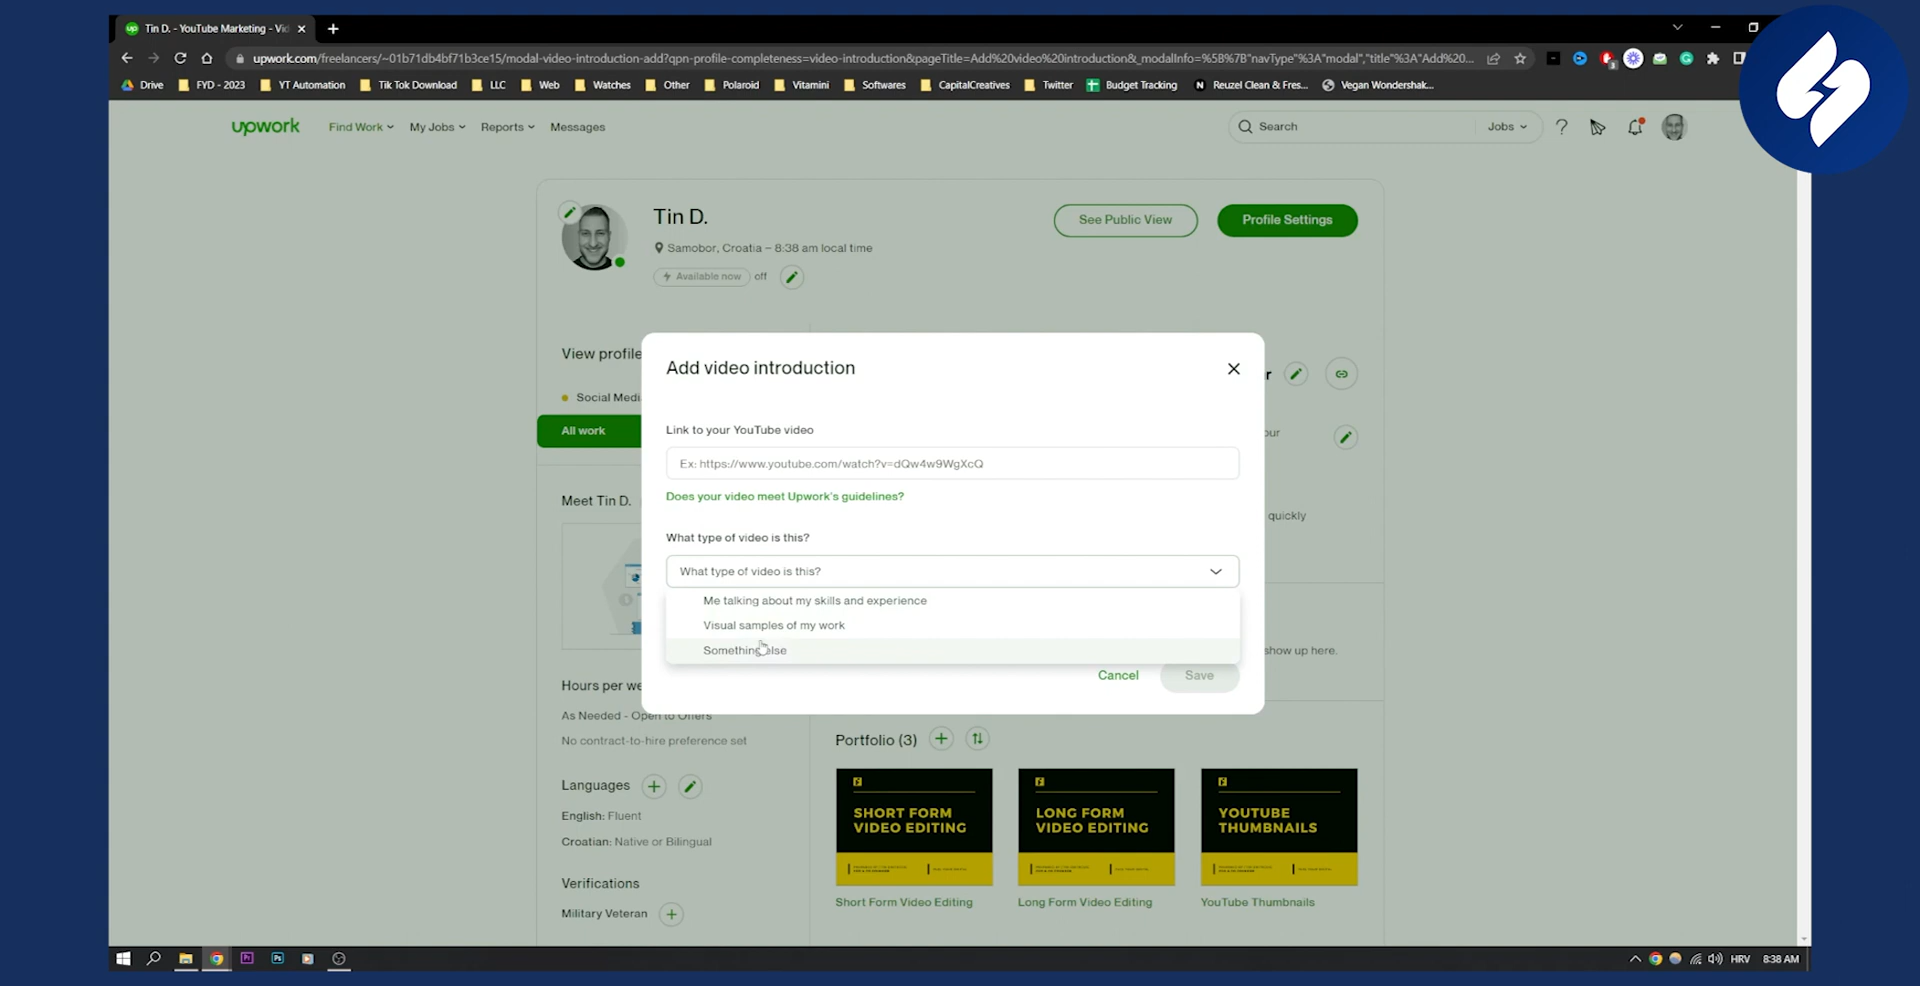 Tin D. - YouTube Marketing - Vi
upwork.com/freelancers/~01b71db4bf71b3ce15/modal-video-introduction-add?qpn-profile-completeness=video-introduction&pageTitle=Add%20video%20introduction&_modalInfo=%5B%7B"navType"%3A"modal","title"%3A"Add%20...
Drive FYD - 2023 YT Automation Tik Tok Download LLC Web Watches Other Polaroid Vitamini Softwares CapitalCreatives Twitter Budget Tracking Reuzel Clean & Fres... Vegan Wondershak...
upwork Find Work My Jobs Reports Messages Search Jobs ?
Tin D.
See Public View
Profile Settings
Samobor, Croatia – 8:38 am local time
Available now off
View profile
Add video introduction
r
Social Medi
Link to your YouTube video
All work
our
Ex: https://www.youtube.com/watch?v=dQw4w9WgXcQ
Does your video meet Upwork's guidelines?
Meet Tin D.
quickly
What type of video is this?
What type of video is this?
Me talking about my skills and experience
Visual samples of my work
Something else
show up here.
Cancel
Save
Hours per we
As Needed - Open to Offers
No contract-to-hire preference set
Portfolio (3)
Languages
English: Fluent
Croatian: Native or Bilingual
SHORT FORM
VIDEO EDITING
LONG FORM
VIDEO EDITING
YOUTUBE
THUMBNAILS
Verifications
Short Form Video Editing
Long Form Video Editing
YouTube Thumbnails
Military Veteran
Pr
Ps
HRV
8:38 AM